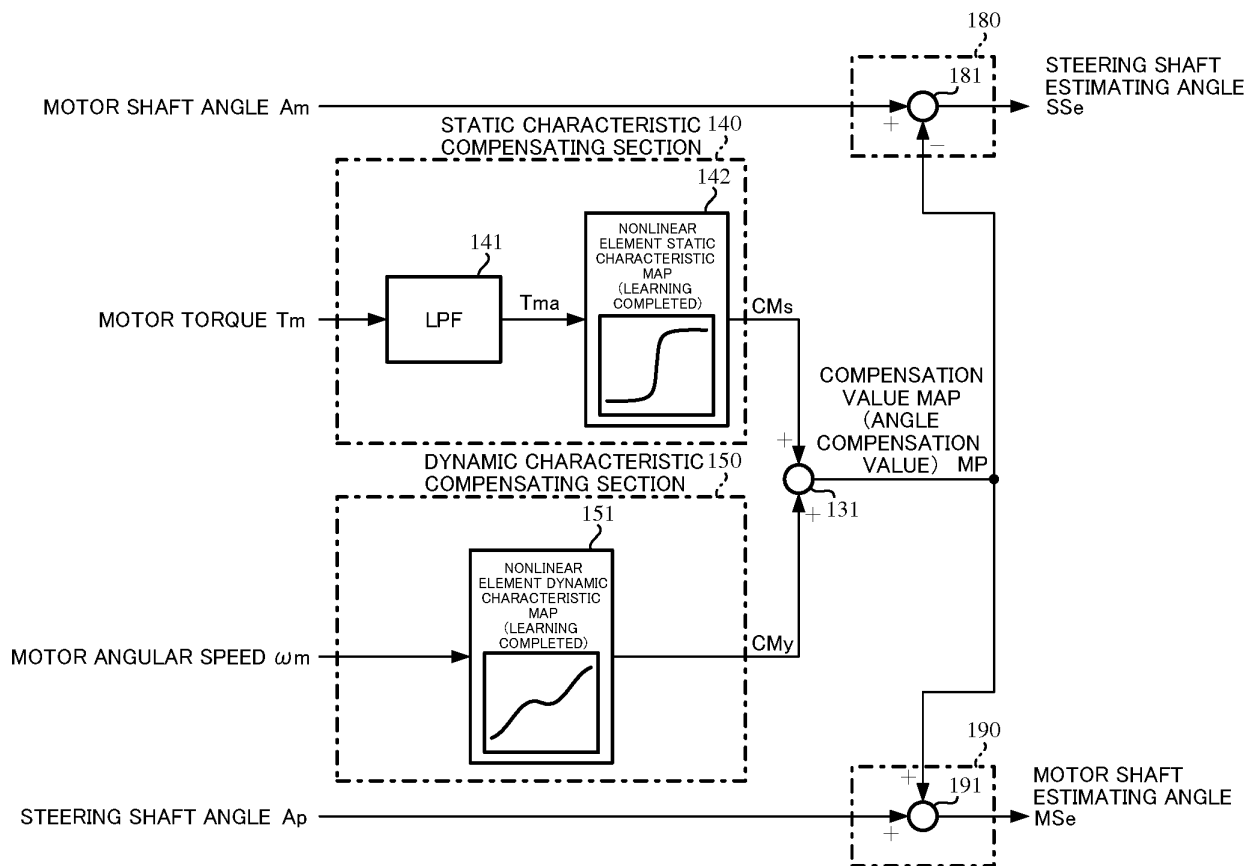 180
STEERING SHAFT
ESTIMATING ANGLE
SSe
181
MOTOR SHAFT ANGLE Am
+
−
STATIC CHARACTERISTIC 140
COMPENSATING SECTION
142
NONLINEAR
ELEMENT STATIC
CHARACTERISTIC
MAP
(LEARNING
COMPLETED)
141
LPF
Tma
MOTOR TORQUE Tm
CMs
COMPENSATION
VALUE MAP
(ANGLE
COMPENSATION
VALUE) MP
+
131
+
DYNAMIC CHARACTERISTIC 150
COMPENSATING SECTION
151
NONLINEAR
ELEMENT DYNAMIC
CHARACTERISTIC
MAP
(LEARNING
COMPLETED)
MOTOR ANGULAR SPEED ωm
CMy
190
MOTOR SHAFT
ESTIMATING ANGLE
MSe
+
191
STEERING SHAFT ANGLE Ap
+